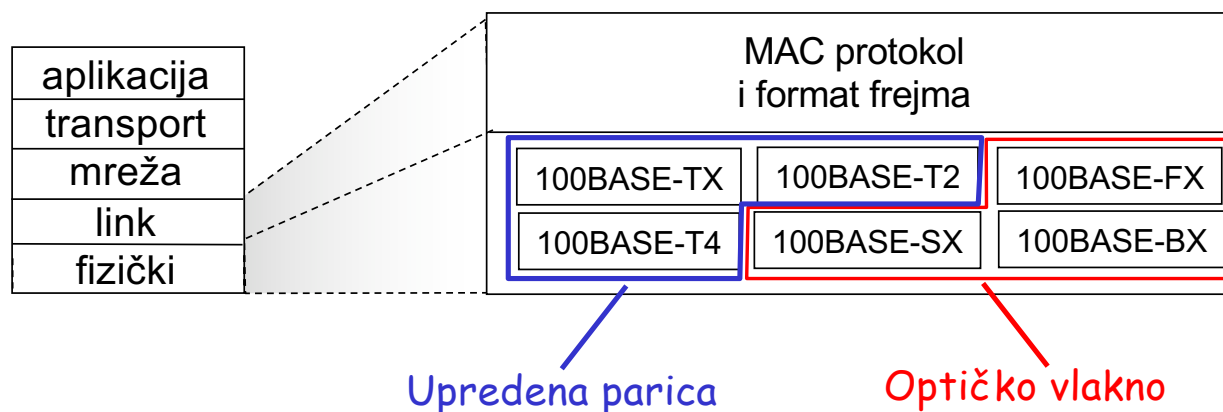 aplikacija
transport
mreža
link
fizički
MAC protokol
i format frejma
100BASE-TX
100BASE-T2
100BASE-FX
100BASE-T4
100BASE-SX
100BASE-BX
Upredena parica
Optičko vlakno